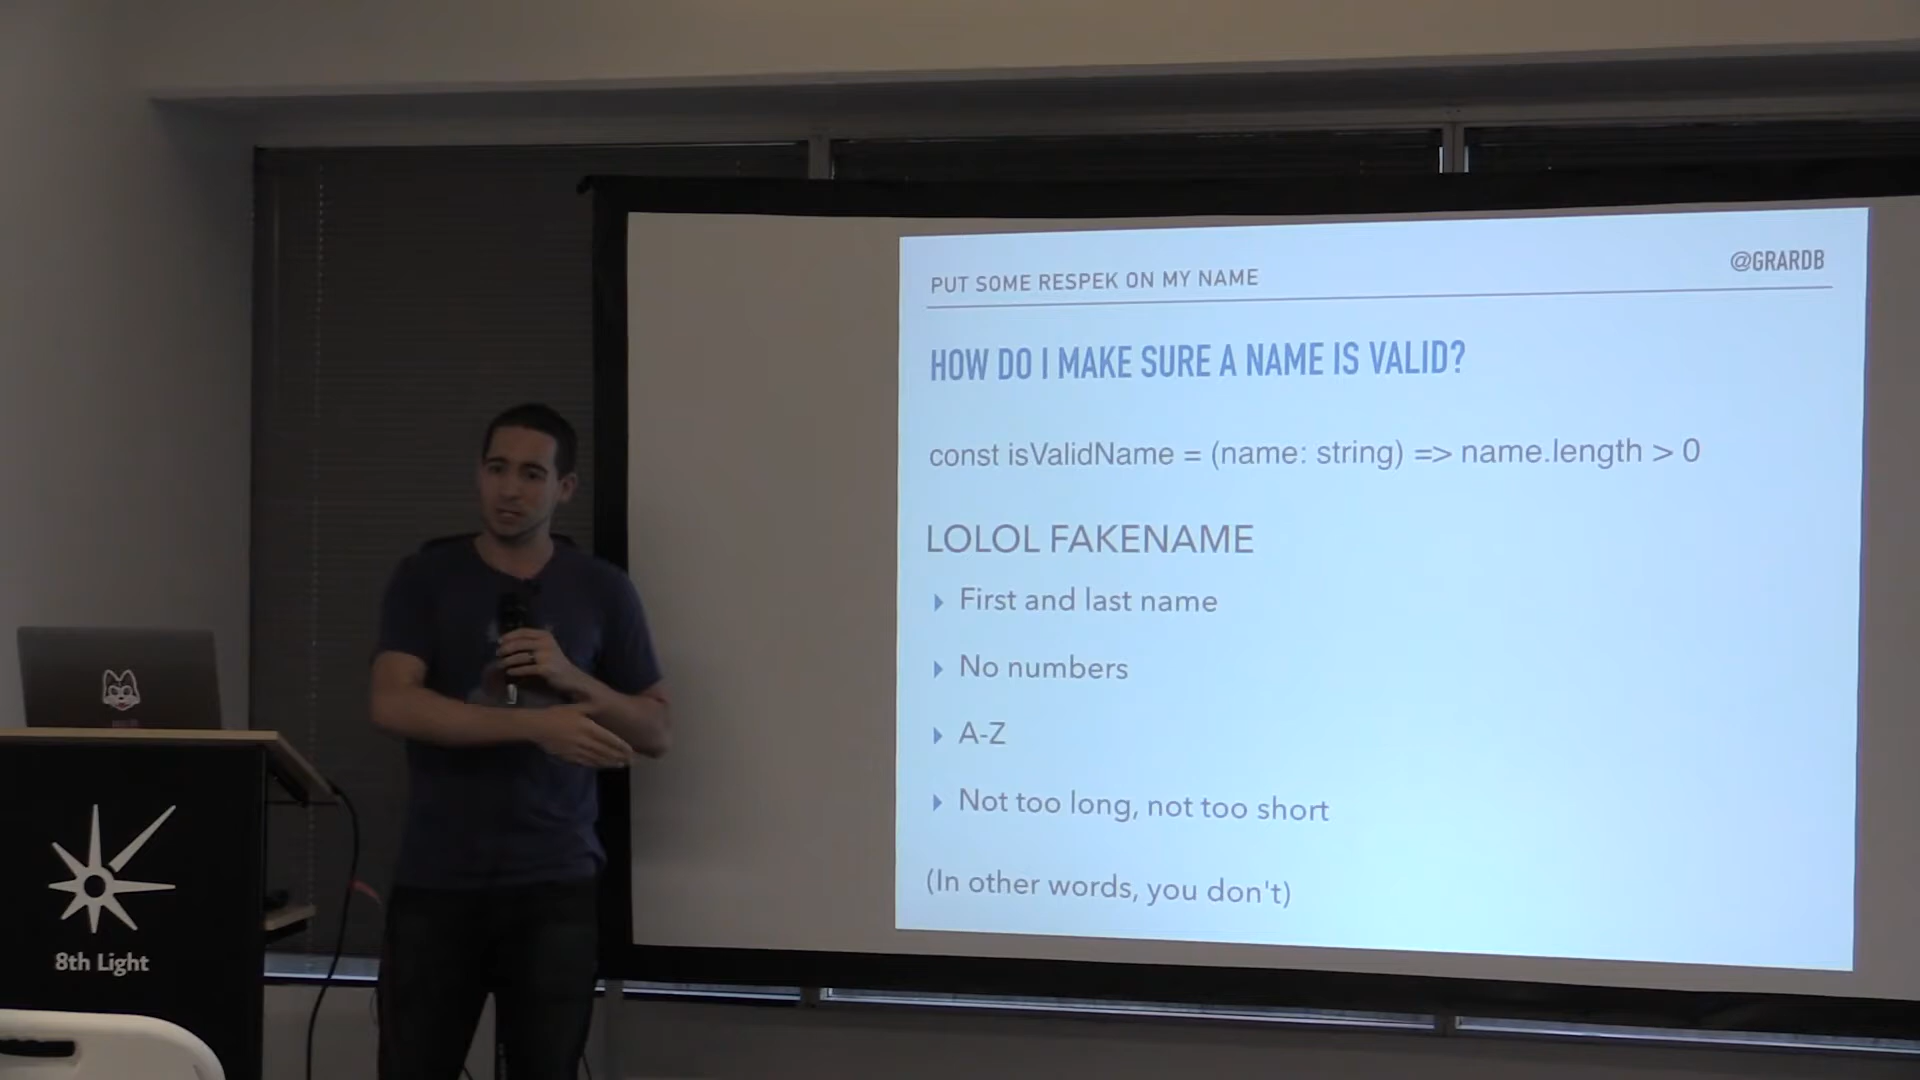 PUT SOME RESPEK ON MY NAME
@GRARDB
HOW DO I MAKE SURE A NAME IS VALID?
const isValidName = (name: string) => name.length > 0
LOLOL FAKENAME
First and last name
No numbers
A-Z
Not too long, not too short
(In other words, you don't)
8th Light